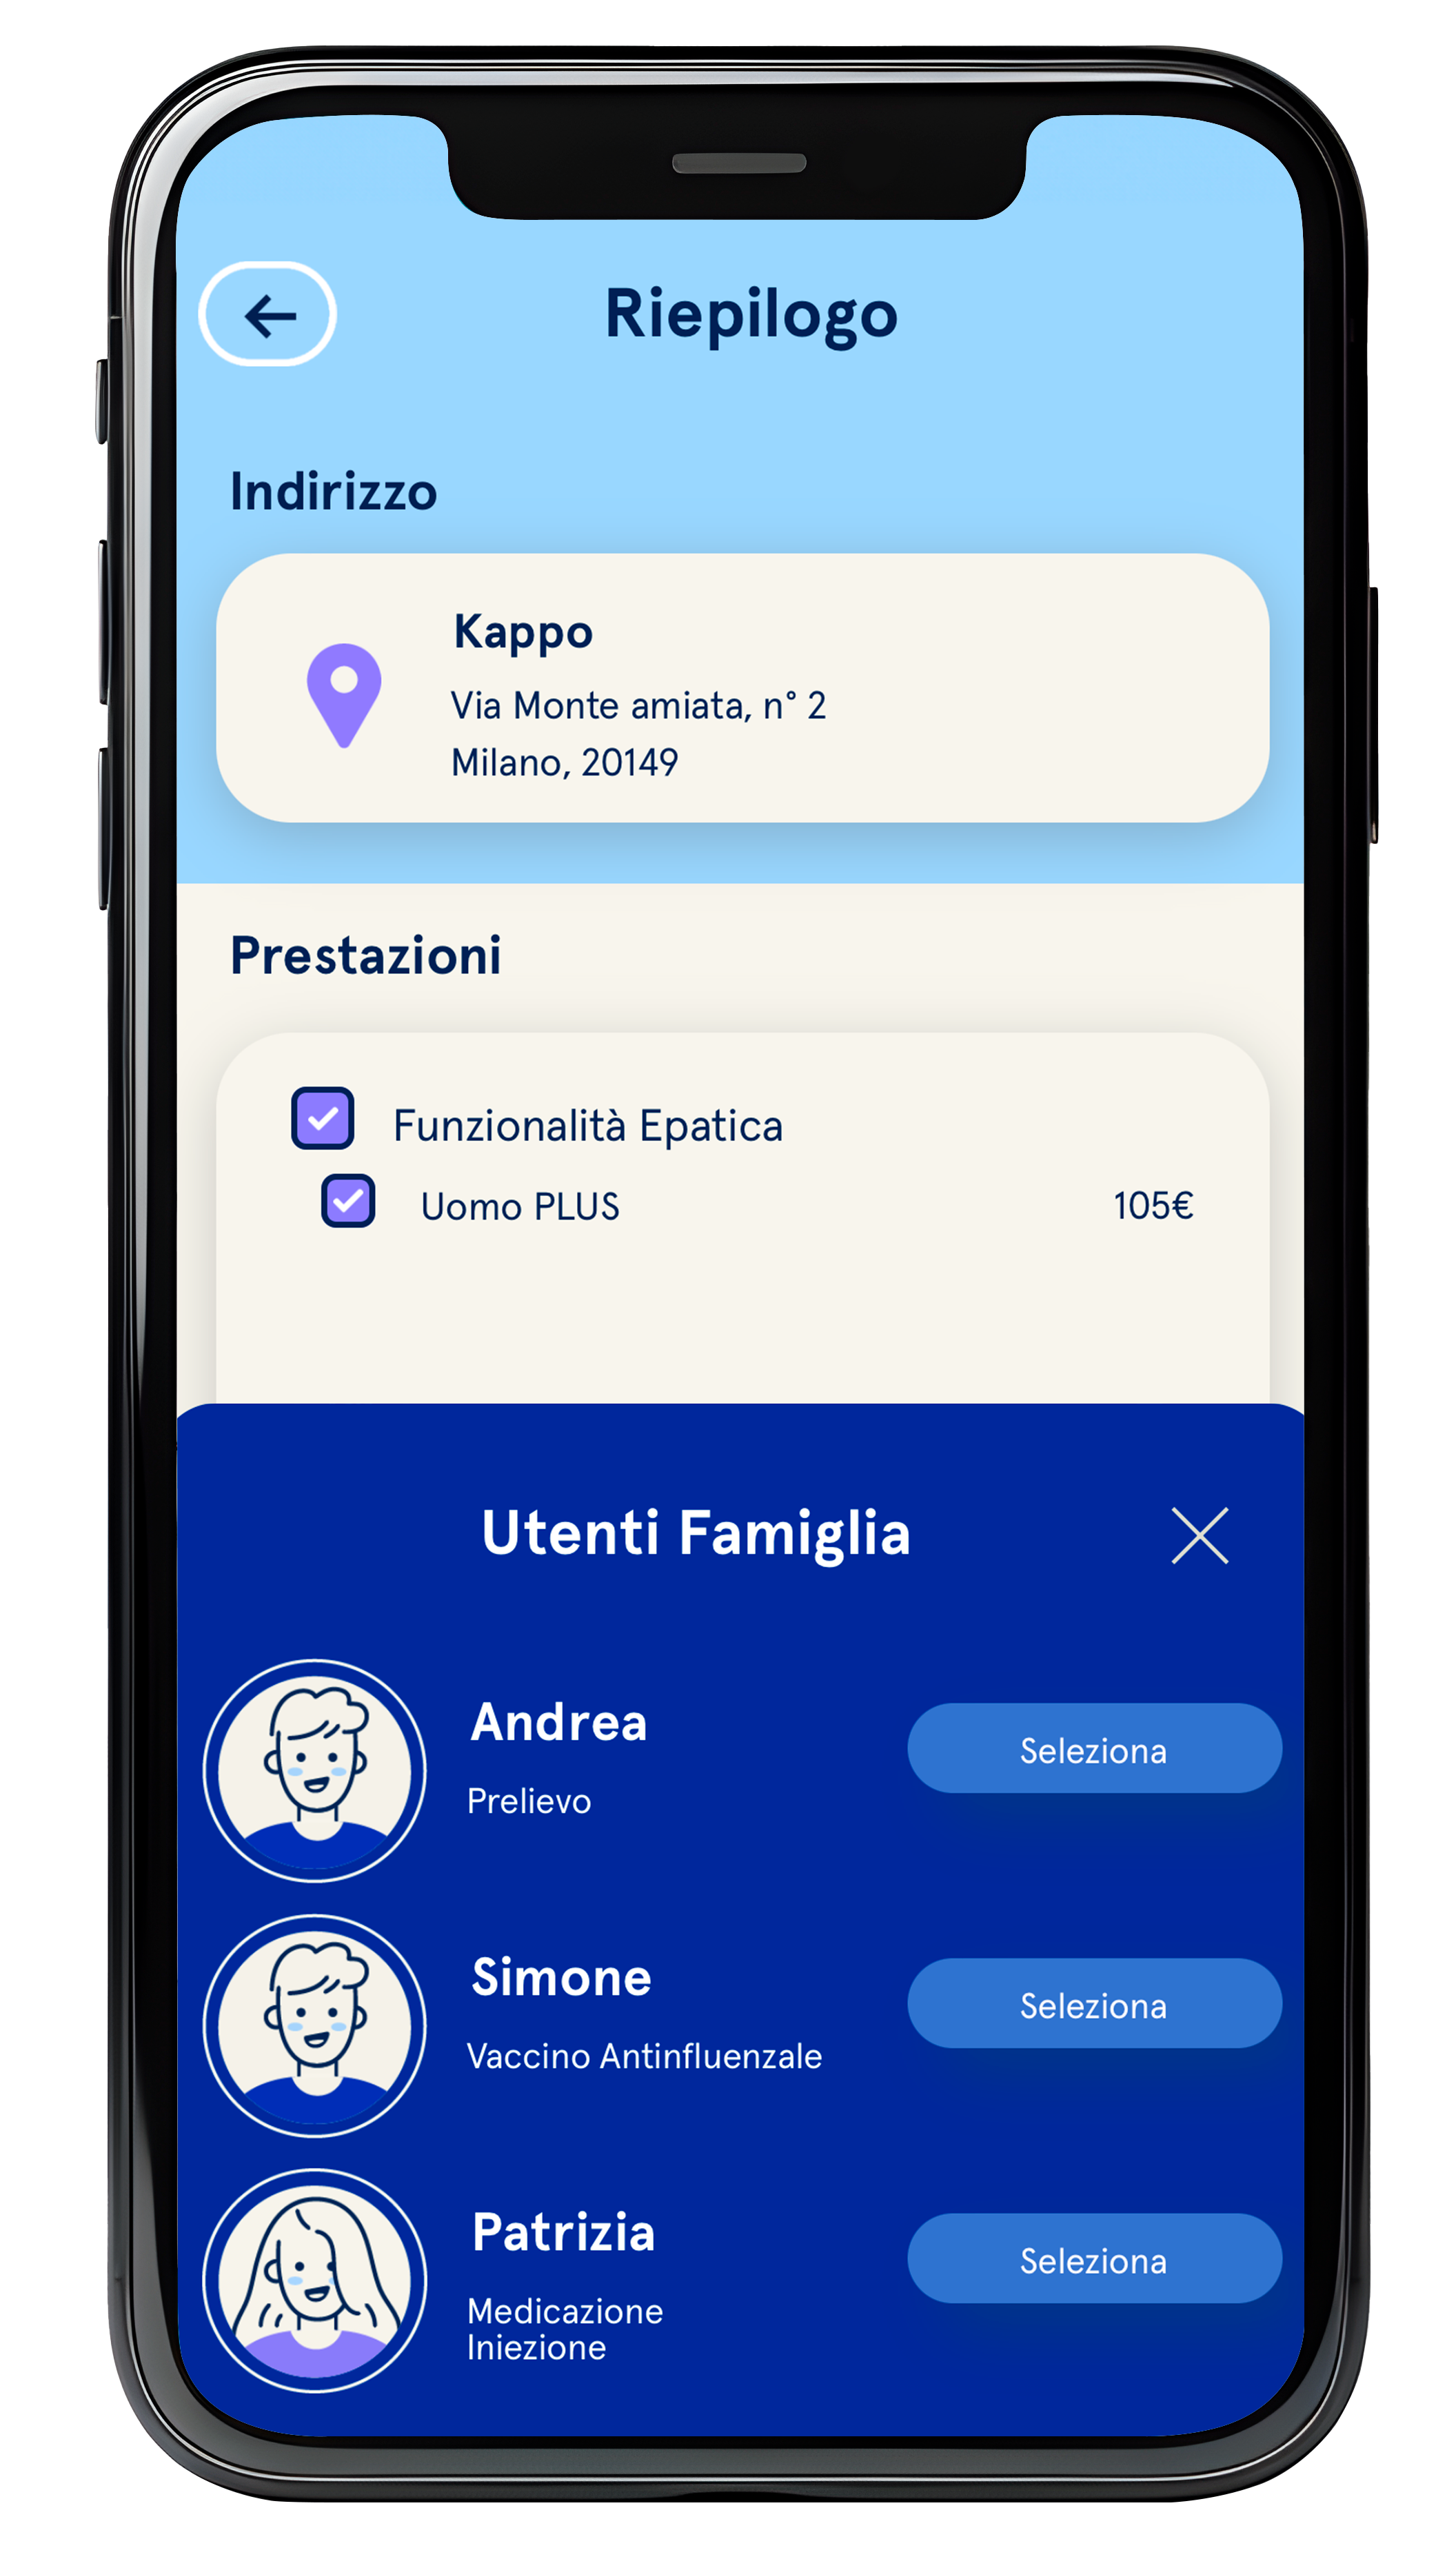 Riepilogo
Indirizzo
Kappo
Via Monte amiata, n° 2
Milano, 20149
Prestazioni
Funzionalità Epatica
Uomo PLUS 105€
Utenti Famiglia
Andrea
Seleziona
Prelievo
Simone
Seleziona
Vaccino Antinfluenzale
Patrizia
Seleziona
Medicazione
Iniezione